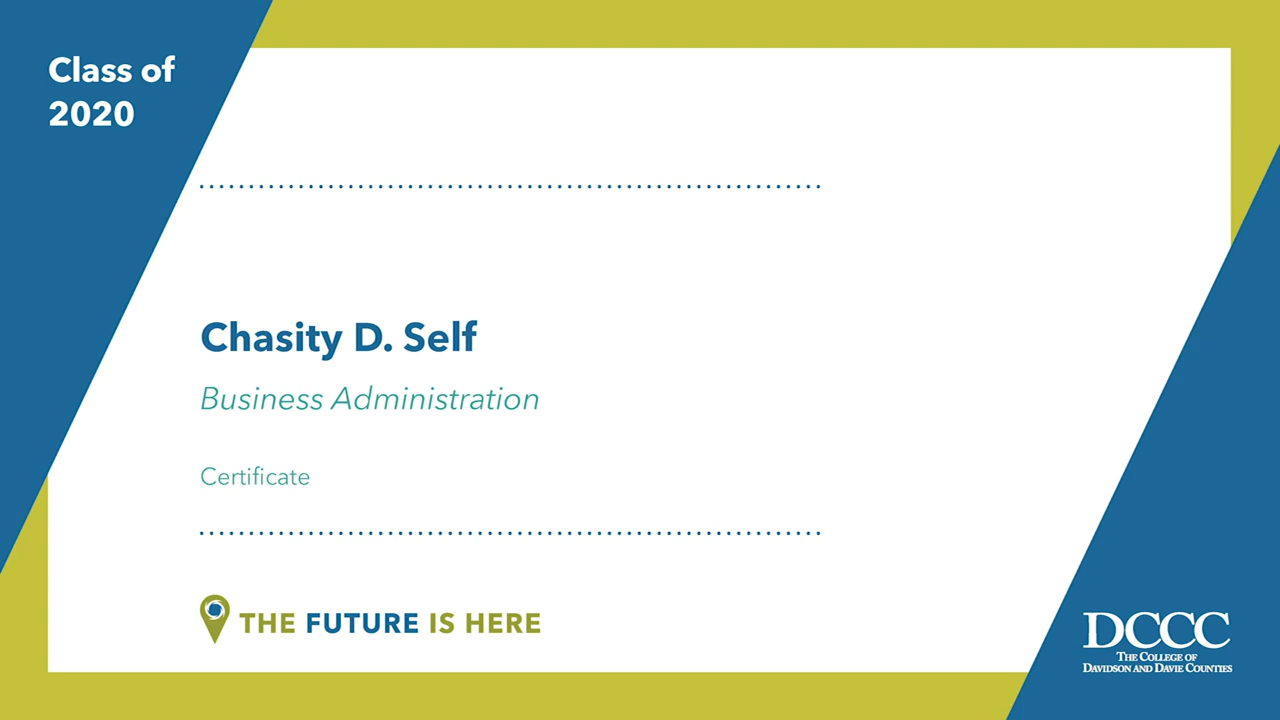 Class of
2020
Chasity D. Self
Business Administration
Certificate
THE FUTURE IS HERE
DCCC
THE COLLEGE OF
DAVIDSON AND DAVIE COUNTIES